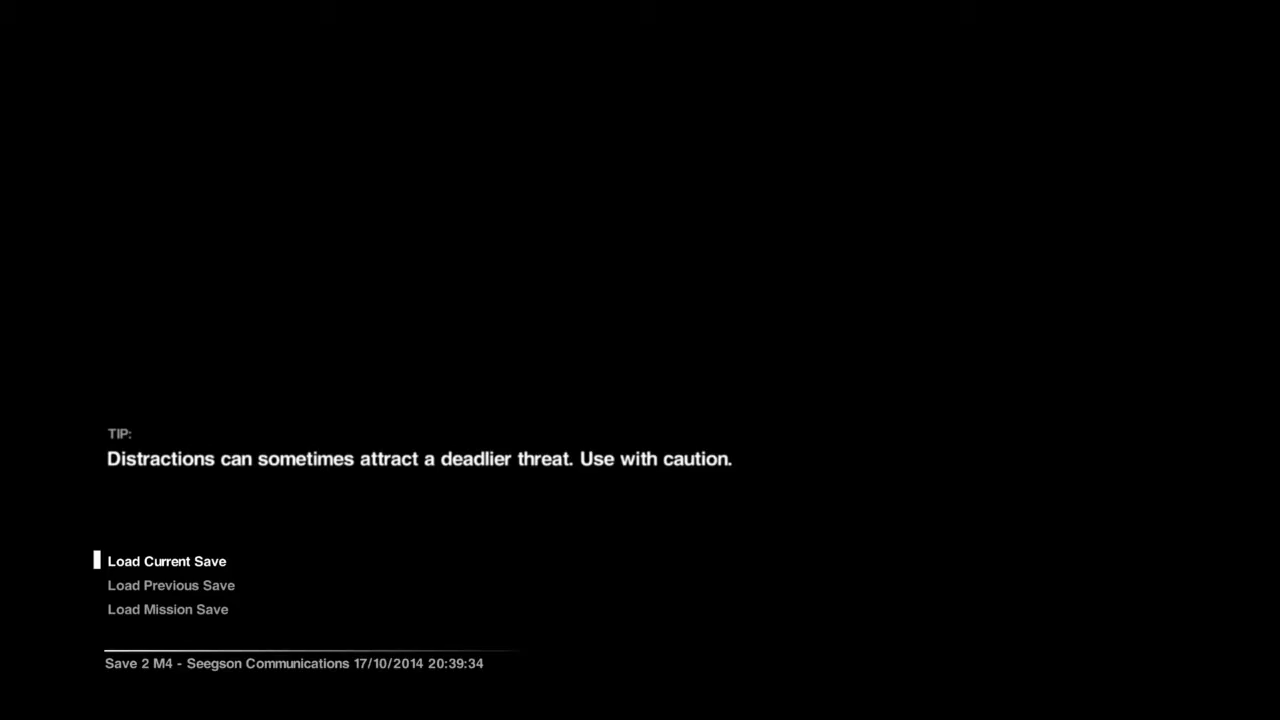 TIP:
Distractions can sometimes attract a deadlier threat. Use with caution.
Load Current Save
Load Previous Save
Load Mission Save
Save 2 M4 - Seegson Communications 17/10/2014 20:39:34